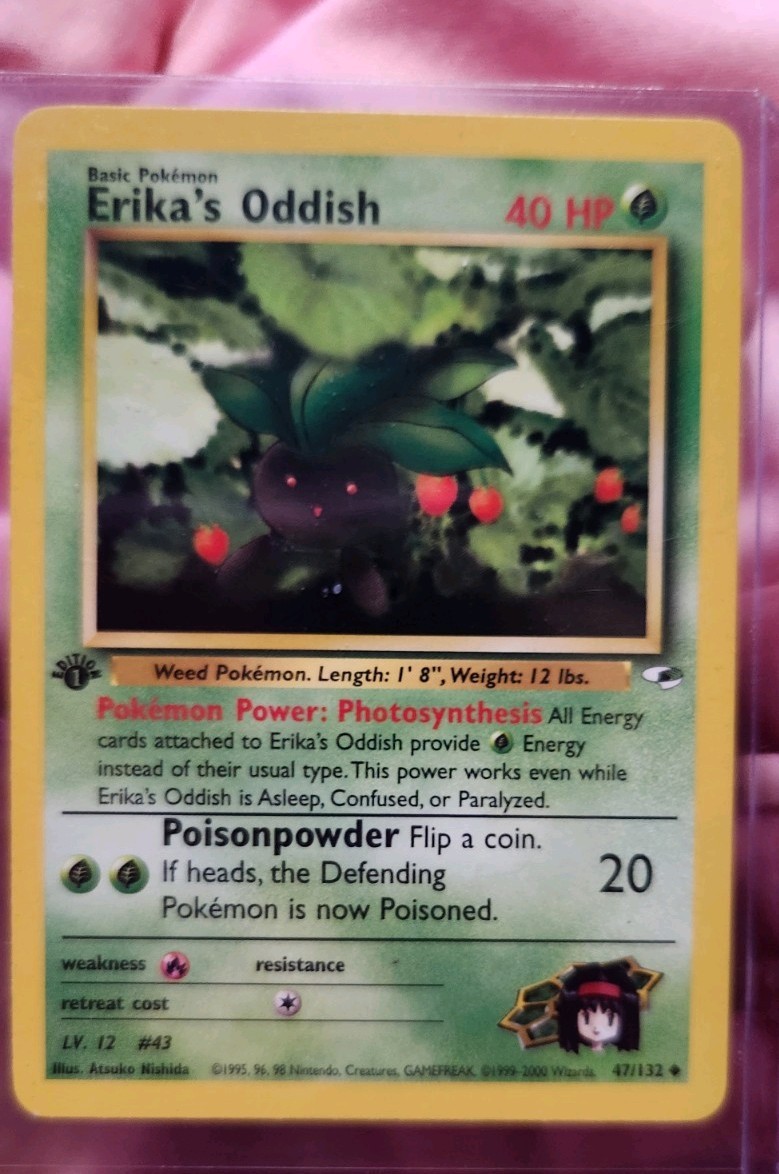 Basic Pokémon
Erika's Oddish 40 HP
EDITION 1
Weed Pokémon. Length: 1' 8", Weight: 12 lbs.
Pokémon Power: Photosynthesis All Energy
cards attached to Erika's Oddish provide Energy
instead of their usual type. This power works even while
Erika's Oddish is Asleep, Confused, or Paralyzed.
Poisonpowder Flip a coin.
If heads, the Defending 20
Pokémon is now Poisoned.
weakness resistance
retreat cost
LV. 12 #43
Illus. Atsuko Nishida ©1995, 96, 98 Nintendo, Creatures, GAMEFREAK. ©1999-2000 Wizards. 47/132